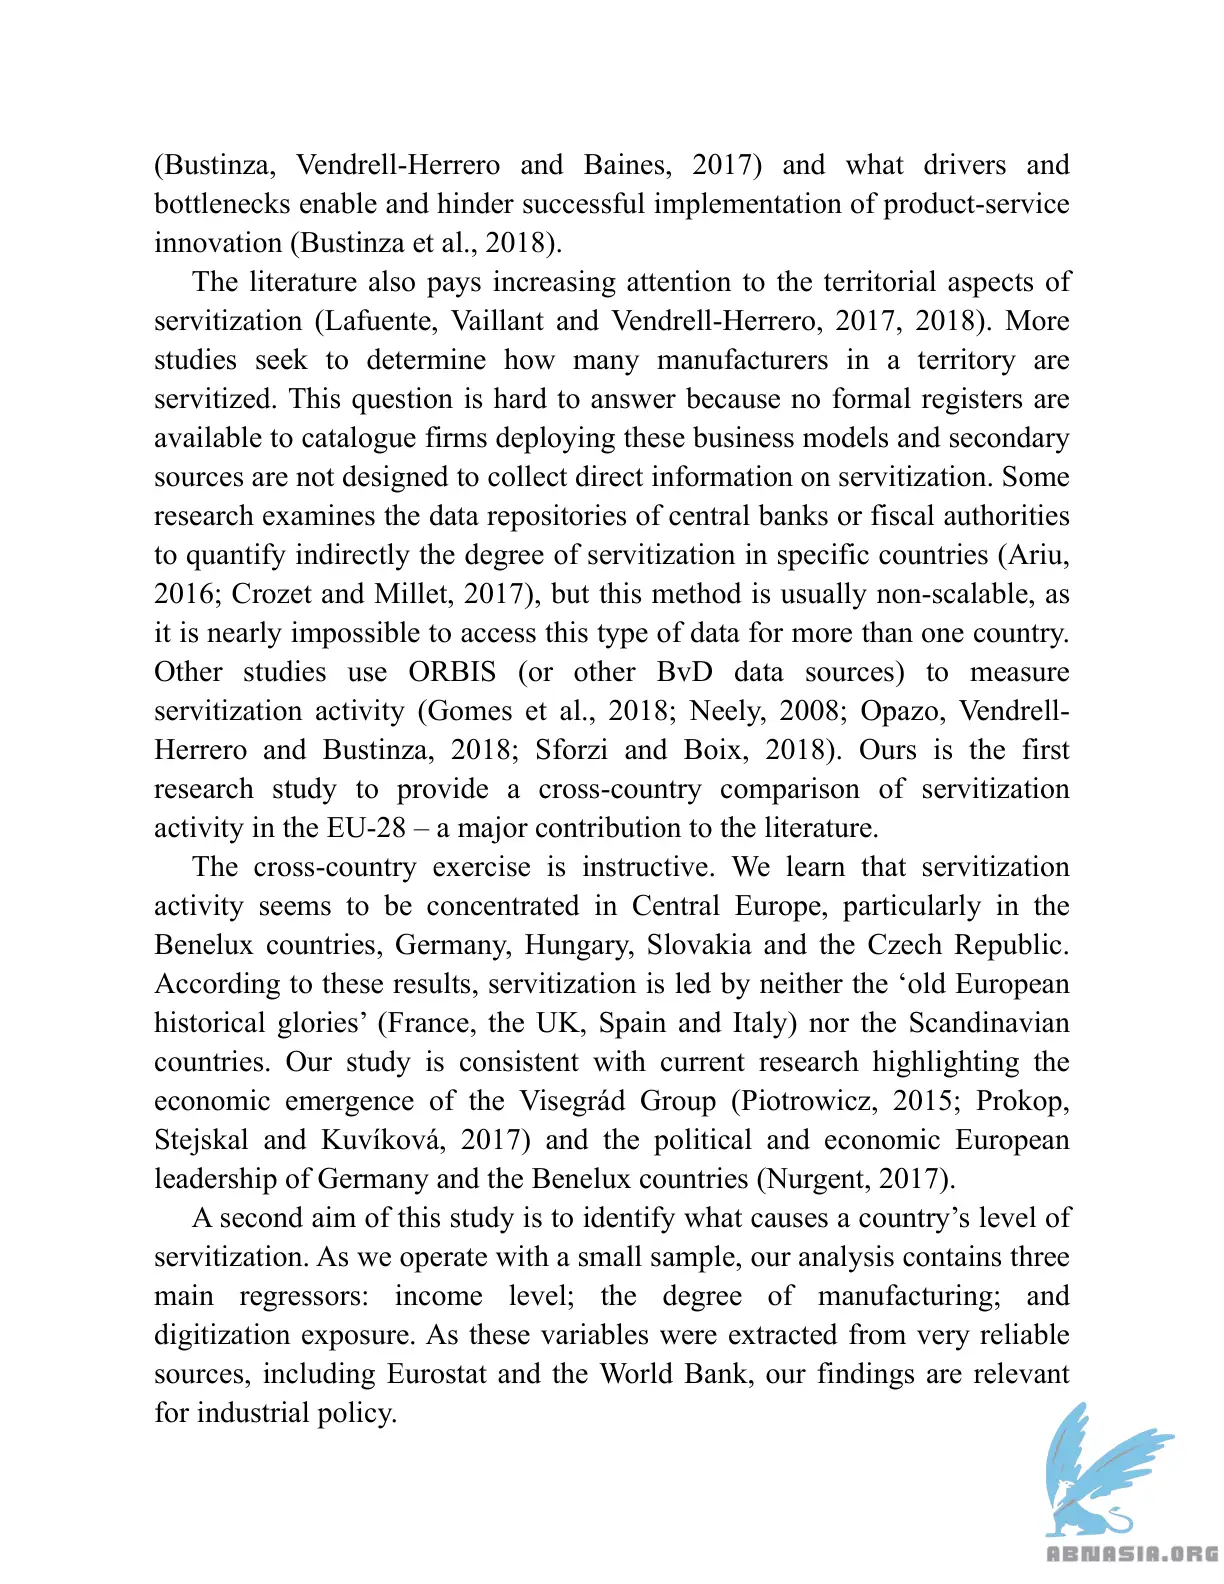 (Bustinza, Vendrell-Herrero and Baines, 2017) and what drivers and
bottlenecks enable and hinder successful implementation of product-service
innovation (Bustinza et al., 2018).
The literature also pays increasing attention to the territorial aspects of
servitization (Lafuente, Vaillant and Vendrell-Herrero, 2017, 2018). More
studies seek to determine how many manufacturers in a territory are
servitized. This question is hard to answer because no formal registers are
available to catalogue firms deploying these business models and secondary
sources are not designed to collect direct information on servitization. Some
research examines the data repositories of central banks or fiscal authorities
to quantify indirectly the degree of servitization in specific countries (Ariu,
2016; Crozet and Millet, 2017), but this method is usually non-scalable, as
it is nearly impossible to access this type of data for more than one country.
Other studies use ORBIS (or other BvD data sources) to measure
servitization activity (Gomes et al., 2018; Neely, 2008; Opazo, Vendrell-
Herrero and Bustinza, 2018; Sforzi and Boix, 2018). Ours is the first
research study to provide a cross-country comparison of servitization
activity in the EU-28 – a major contribution to the literature.
The cross-country exercise is instructive. We learn that servitization
activity seems to be concentrated in Central Europe, particularly in the
Benelux countries, Germany, Hungary, Slovakia and the Czech Republic.
According to these results, servitization is led by neither the ‘old European
historical glories’ (France, the UK, Spain and Italy) nor the Scandinavian
countries. Our study is consistent with current research highlighting the
economic emergence of the Visegrád Group (Piotrowicz, 2015; Prokop,
Stejskal and Kuvíková, 2017) and the political and economic European
leadership of Germany and the Benelux countries (Nurgent, 2017).
A second aim of this study is to identify what causes a country’s level of
servitization. As we operate with a small sample, our analysis contains three
main regressors: income level; the degree of manufacturing; and
digitization exposure. As these variables were extracted from very reliable
sources, including Eurostat and the World Bank, our findings are relevant
for industrial policy.
ABNASIA.ORG